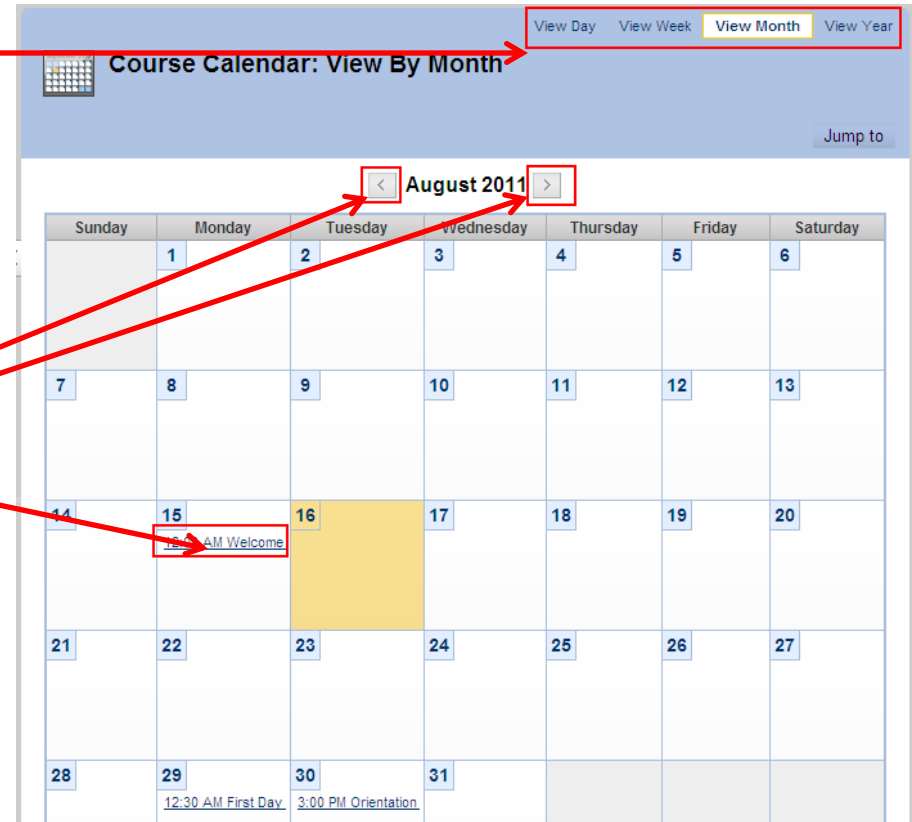 View Day View Week View Month View Year
Course Calendar: View By Month
Jump to
< August 2011 >
Sunday Monday Tuesday Wednesday Thursday Friday Saturday
1 2 3 4 5 6
7 8 9 10 11 12 13
14 15 16 17 18 19 20
AM Welcome
21 22 23 24 25 26 27
28 29 30 31
12:30 AM First Day 3:00 PM Orientation